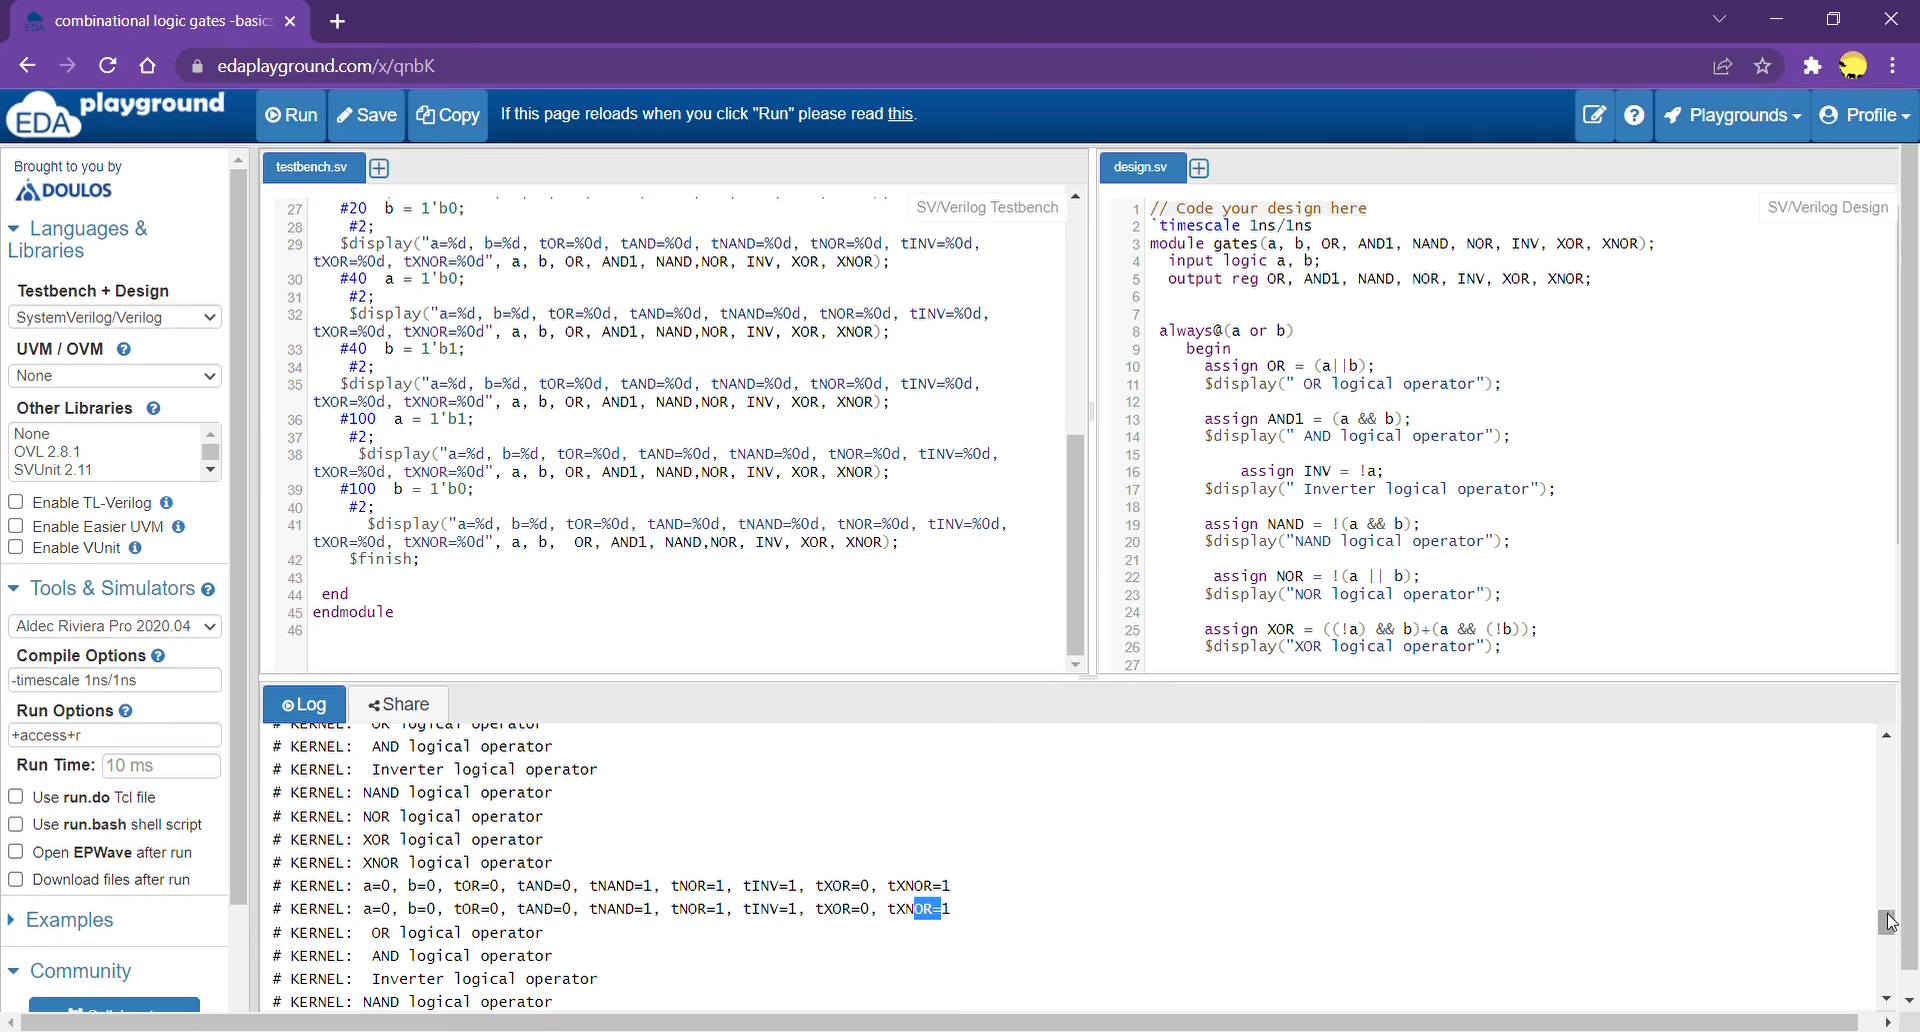 combinational logic gates -basics
edaplayground.com/x/qnbK
EDA playground
Run
Save
Copy
If this page reloads when you click "Run" please read this.
Playgrounds
Profile
Brought to you by
DOULOS
Languages &
Libraries
Testbench + Design
SystemVerilog/Verilog
UVM / OVM
None
Other Libraries
None
OVL 2.8.1
SVUnit 2.11
Enable TL-Verilog
Enable Easier UVM
Enable VUnit
Tools & Simulators
Aldec Riviera Pro 2020.04
Compile Options
-timescale 1ns/1ns
Run Options
+access+r
Run Time: 10 ms
Use run.do Tcl file
Use run.bash shell script
Open EPWave after run
Download files after run
Examples
Community
testbench.sv
SV/Verilog Testbench
27 #20 b = 1'b0;
28 #2;
29 $display("a=%d, b=%d, tOR=%0d, tAND=%0d, tNAND=%0d, tNOR=%0d, tINV=%0d,
tXOR=%0d, tXNOR=%0d", a, b, OR, AND1, NAND,NOR, INV, XOR, XNOR);
30 #40 a = 1'b0;
31 #2;
32 $display("a=%d, b=%d, tOR=%0d, tAND=%0d, tNAND=%0d, tNOR=%0d, tINV=%0d,
tXOR=%0d, tXNOR=%0d", a, b, OR, AND1, NAND,NOR, INV, XOR, XNOR);
33 #40 b = 1'b1;
34 #2;
35 $display("a=%d, b=%d, tOR=%0d, tAND=%0d, tNAND=%0d, tNOR=%0d, tINV=%0d,
tXOR=%0d, tXNOR=%0d", a, b, OR, AND1, NAND,NOR, INV, XOR, XNOR);
36 #100 a = 1'b1;
37 #2;
38 $display("a=%d, b=%d, tOR=%0d, tAND=%0d, tNAND=%0d, tNOR=%0d, tINV=%0d,
tXOR=%0d, tXNOR=%0d", a, b, OR, AND1, NAND,NOR, INV, XOR, XNOR);
39 #100 b = 1'b0;
40 #2;
41 $display("a=%d, b=%d, tOR=%0d, tAND=%0d, tNAND=%0d, tNOR=%0d, tINV=%0d,
tXOR=%0d, tXNOR=%0d", a, b, OR, AND1, NAND,NOR, INV, XOR, XNOR);
42 $finish;
43
44 end
45 endmodule
46
design.sv
SV/Verilog Design
1 // Code your design here
2 `timescale 1ns/1ns
3 module gates(a, b, OR, AND1, NAND, NOR, INV, XOR, XNOR);
4 input logic a, b;
5 output reg OR, AND1, NAND, NOR, INV, XOR, XNOR;
6
7
8 always@(a or b)
9 begin
10 assign OR = (a||b);
11 $display(" OR logical operator");
12
13 assign AND1 = (a && b);
14 $display(" AND logical operator");
15
16 assign INV = !a;
17 $display(" Inverter logical operator");
18
19 assign NAND = !(a && b);
20 $display("NAND logical operator");
21
22 assign NOR = !(a || b);
23 $display("NOR logical operator");
24
25 assign XOR = ((!a) && b)+(a && (!b));
26 $display("XOR logical operator");
27
Log
Share
# KERNEL: OR logical operator
# KERNEL: AND logical operator
# KERNEL: Inverter logical operator
# KERNEL: NAND logical operator
# KERNEL: NOR logical operator
# KERNEL: XOR logical operator
# KERNEL: XNOR logical operator
# KERNEL: a=0, b=0, tOR=0, tAND=0, tNAND=1, tNOR=1, tINV=1, tXOR=0, tXNOR=1
# KERNEL: a=0, b=0, tOR=0, tAND=0, tNAND=1, tNOR=1, tINV=1, tXOR=0, tXNOR=1
# KERNEL: OR logical operator
# KERNEL: AND logical operator
# KERNEL: Inverter logical operator
# KERNEL: NAND logical operator